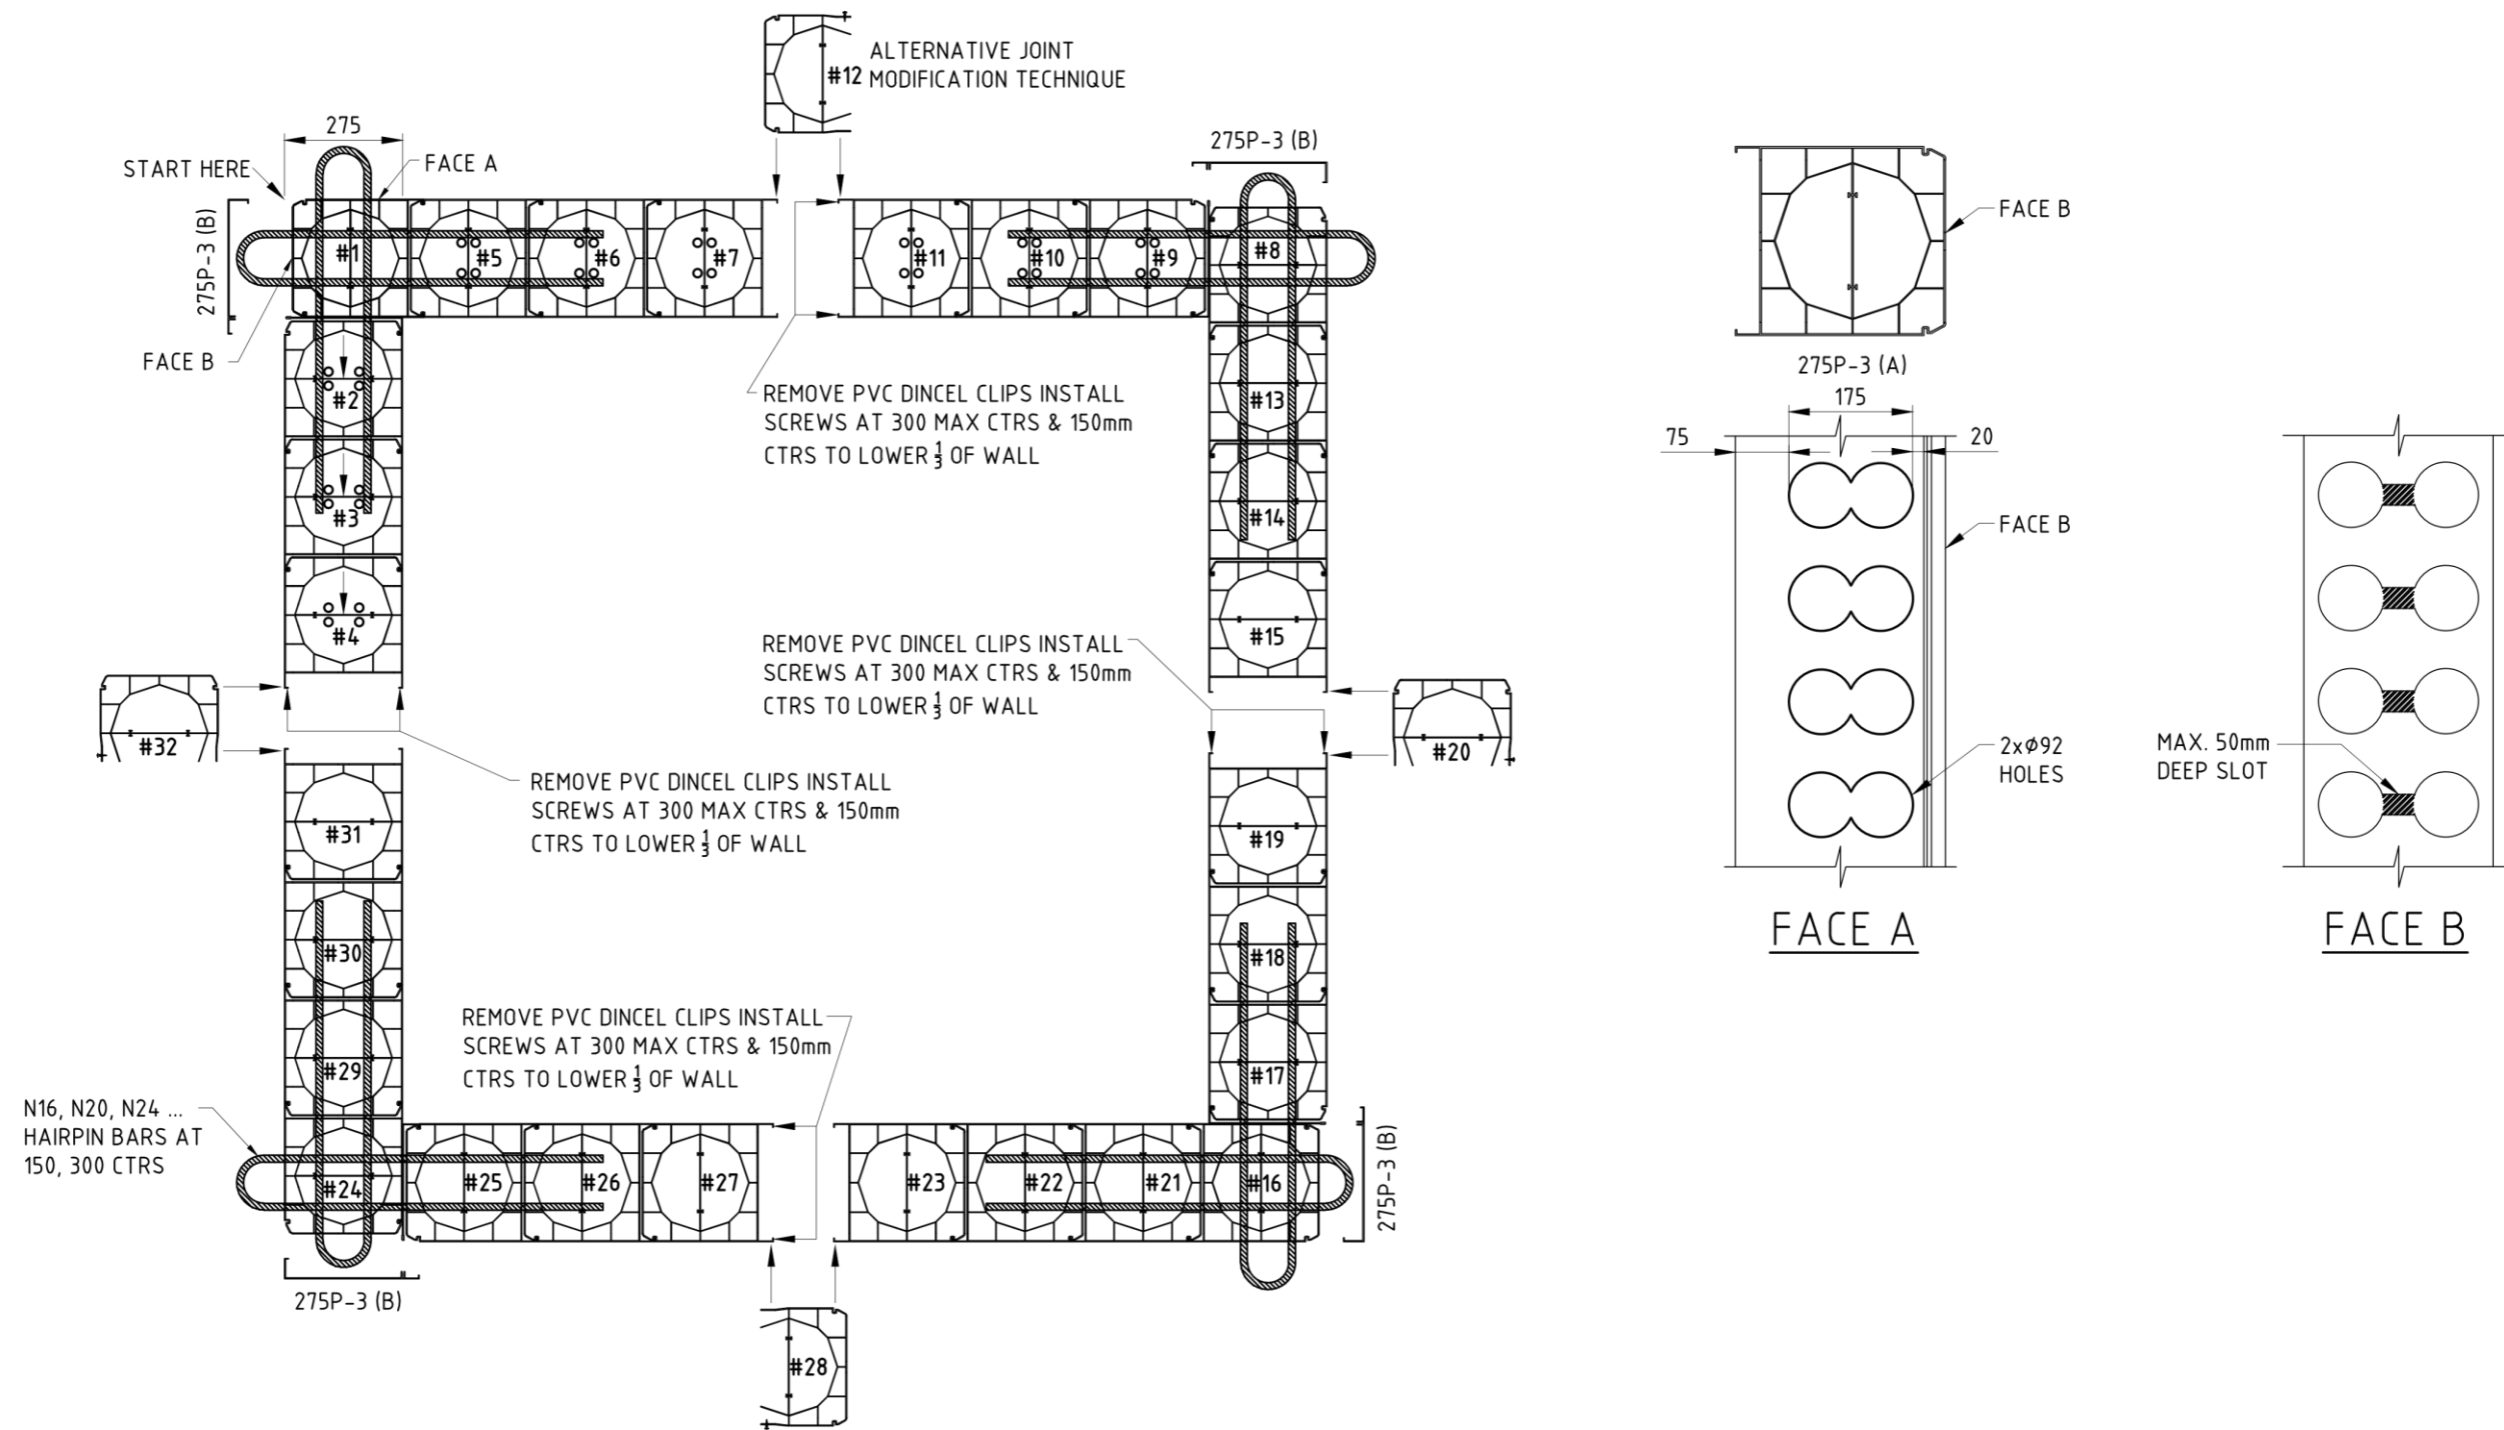 ALTERNATIVE JOINT
#12 MODIFICATION TECHNIQUE
275
START HERE
FACE A
275P-3 (B)
275P-3 (B)
#1
#5
#6
#7
#11
#10
#9
#8
FACE B
#2
#3
#4
REMOVE PVC DINCEL CLIPS INSTALL
SCREWS AT 300 MAX CTRS & 150mm
CTRS TO LOWER 1/3 OF WALL
#13
#14
#15
REMOVE PVC DINCEL CLIPS INSTALL
SCREWS AT 300 MAX CTRS & 150mm
CTRS TO LOWER 1/3 OF WALL
#32
#20
REMOVE PVC DINCEL CLIPS INSTALL
SCREWS AT 300 MAX CTRS & 150mm
CTRS TO LOWER 1/3 OF WALL
#31
#30
#29
#19
#18
#17
REMOVE PVC DINCEL CLIPS INSTALL
SCREWS AT 300 MAX CTRS & 150mm
CTRS TO LOWER 1/3 OF WALL
N16, N20, N24 ...
HAIRPIN BARS AT
150, 300 CTRS
#24
#25
#26
#27
#23
#22
#21
#16
275P-3 (B)
275P-3 (B)
#28
FACE B
275P-3 (A)
175
75
20
FACE B
2xø92
HOLES
FACE A
MAX. 50mm
DEEP SLOT
FACE B